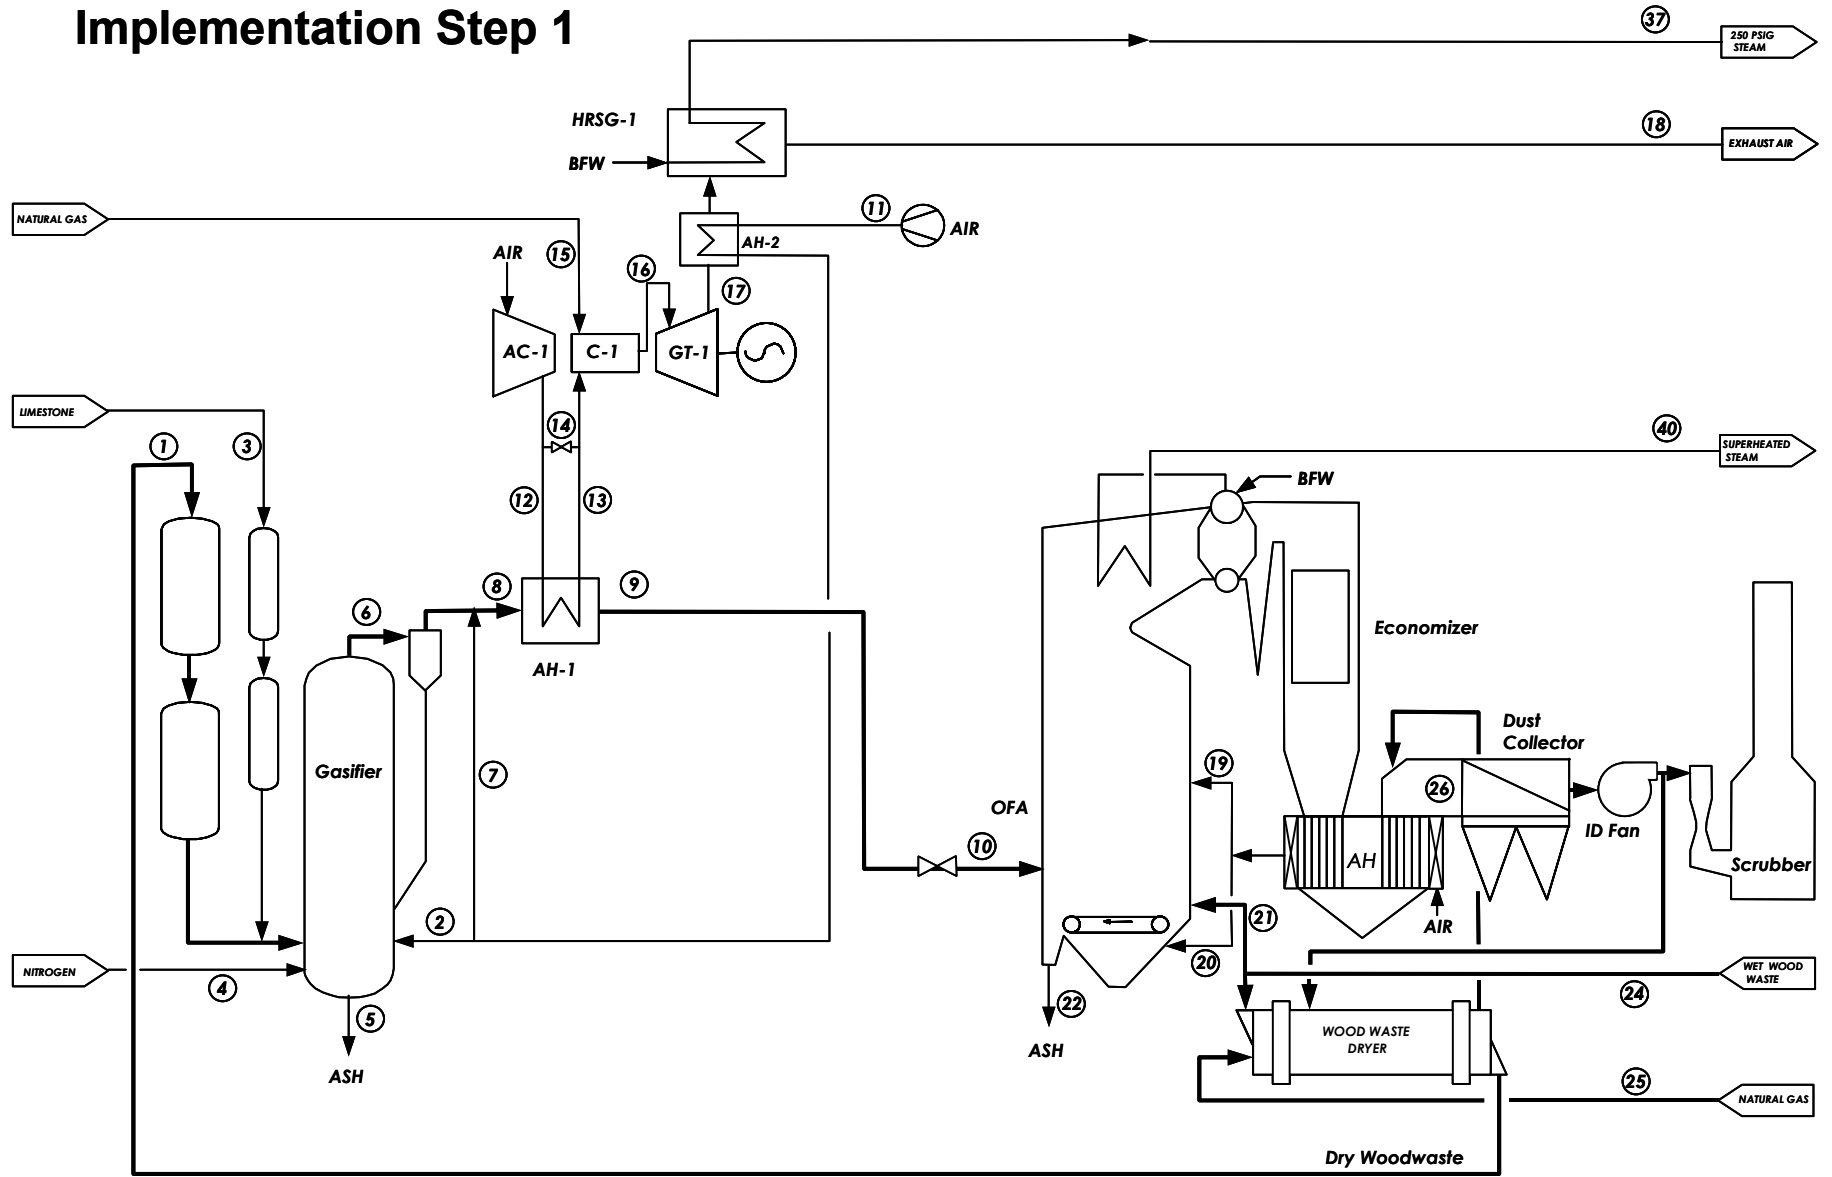 Implementation Step 1
37
250 PSIG
STEAM
HRSG-1
18
BFW
EXHAUST AIR
NATURAL GAS
11
AIR
AH-2
AIR
15
16
17
AC-1
C-1
GT-1
LIMESTONE
1
3
14
40
SUPERHEATED
STEAM
BFW
12
13
8
9
6
Economizer
AH-1
Dust
Collector
Gasifier
7
19
26
OFA
ID Fan
10
AH
Scrubber
2
21
AIR
20
NITROGEN
4
WET WOOD
WASTE
24
22
5
WOOD WASTE
DRYER
ASH
ASH
25
NATURAL GAS
Dry Woodwaste